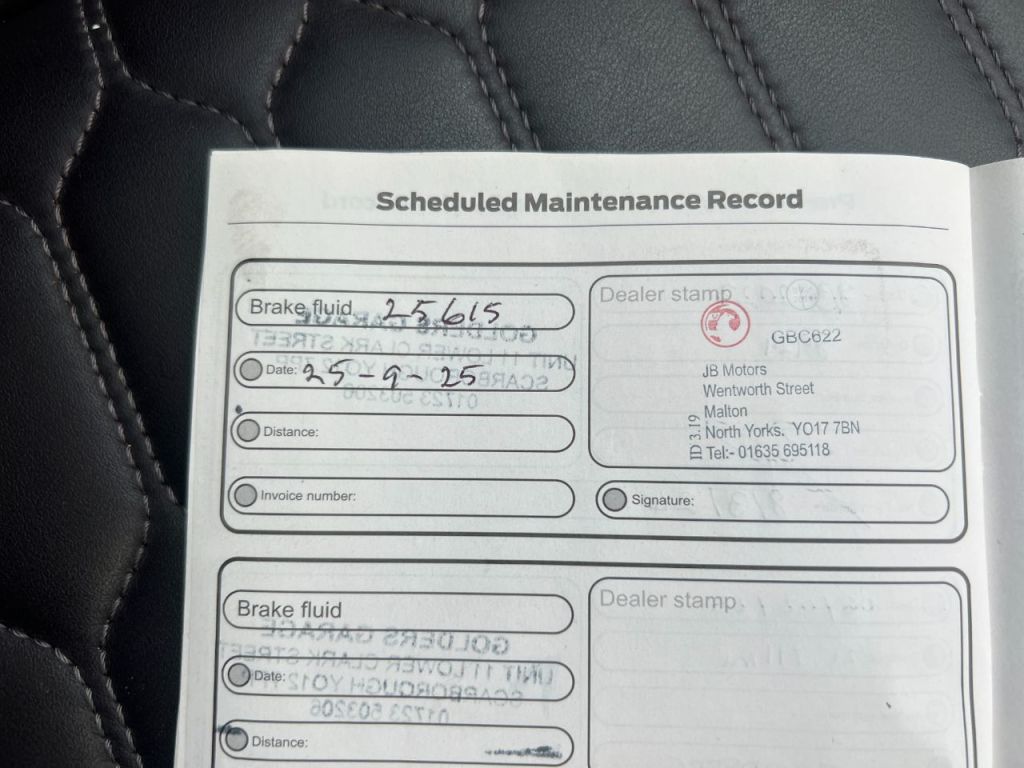 Scheduled Maintenance Record
Brake fluid 25615
Date: 25-9-25
Distance:
Invoice number:
Dealer stamp
GBC622
JB Motors
Wentworth Street
Malton
North Yorks. YO17 7BN
Tel:- 01635 695118
ID 3.19
Signature:
Brake fluid
Date:
Distance:
Dealer stamp
GOLDERS GARAGE
UNIT 11 LOWER CLARK STREET
SCARBOROUGH YO12
01723 503206